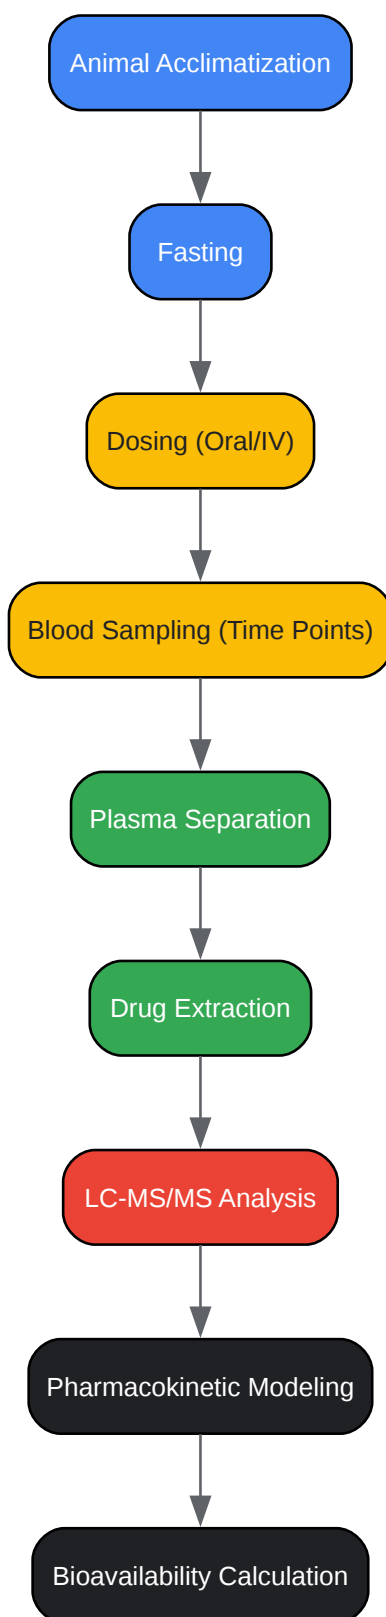 Animal Acclimatization
Fasting
Dosing (Oral/IV)
Blood Sampling (Time Points)
Plasma Separation
Drug Extraction
LC-MS/MS Analysis
Pharmacokinetic Modeling
Bioavailability Calculation